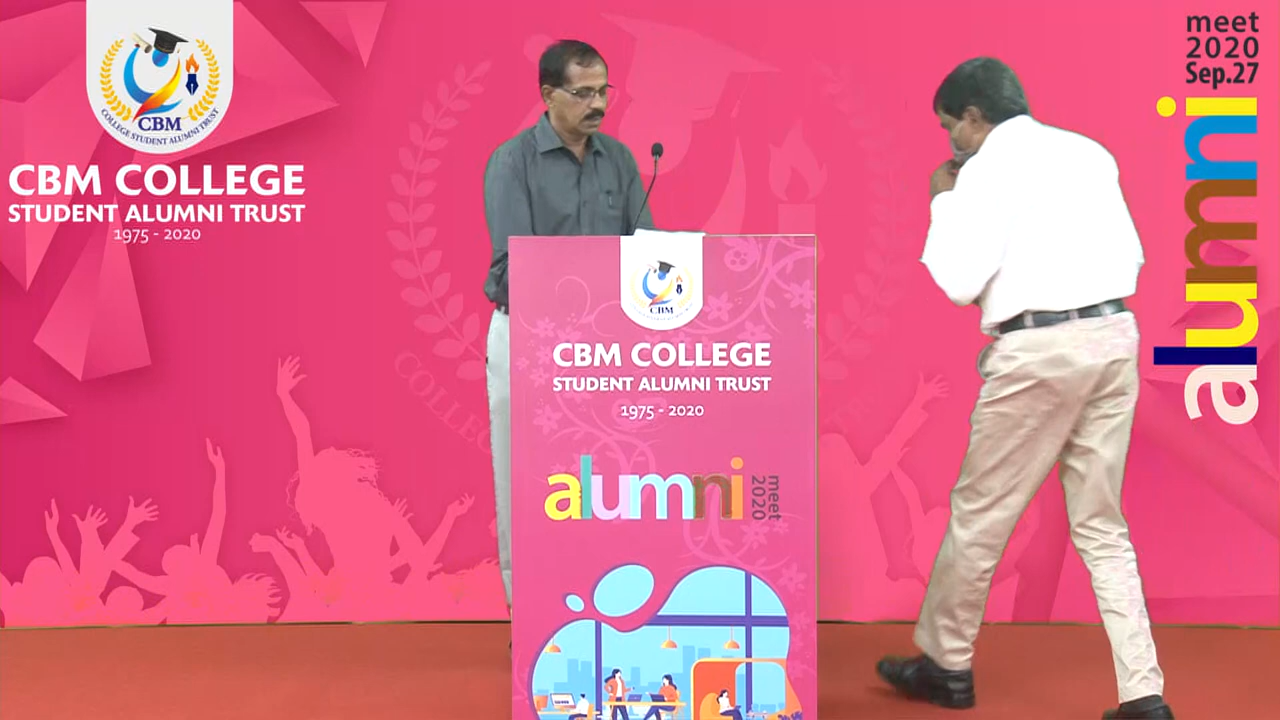 CBM
COLLEGE STUDENT ALUMNI TRUST
CBM COLLEGE
STUDENT ALUMNI TRUST
1975 - 2020
meet
2020
Sep.27
alumni
COLLEG
CBM
CBM COLLEGE
STUDENT ALUMNI TRUST
1975 - 2020
alumni
meet
2020